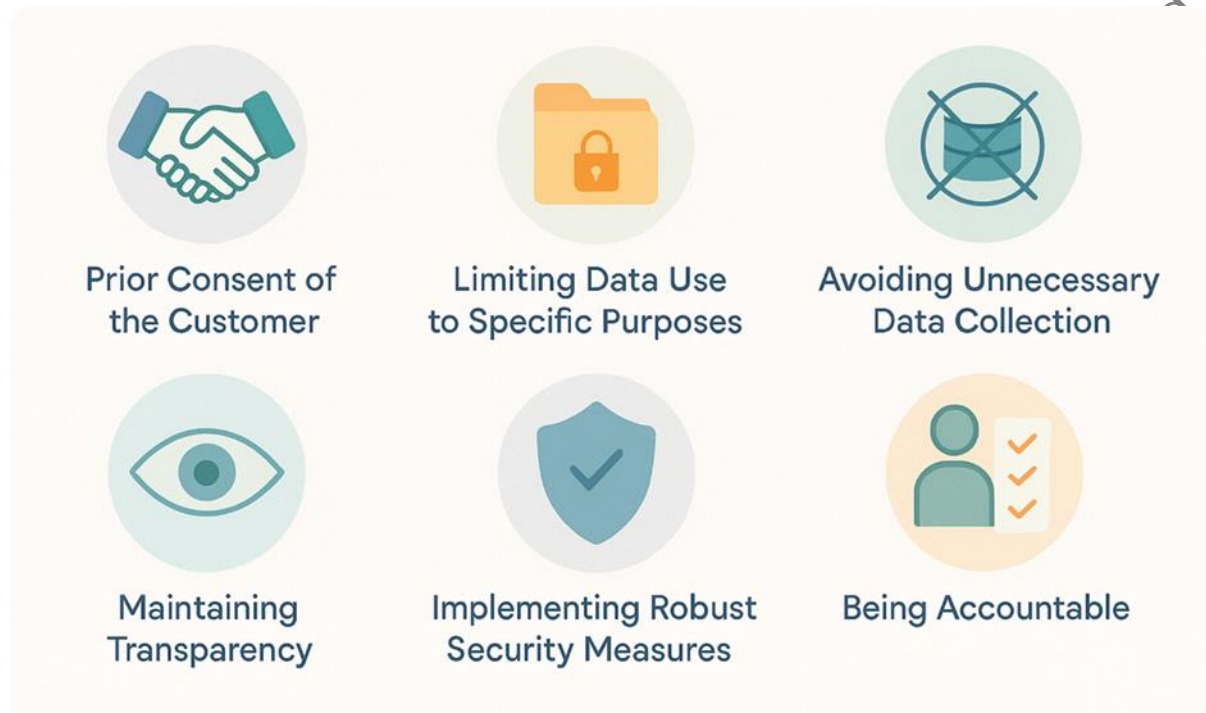 Prior Consent of
the Customer
Limiting Data Use
to Specific Purposes
Avoiding Unnecessary
Data Collection
Maintaining
Transparency
Implementing Robust
Security Measures
Being Accountable